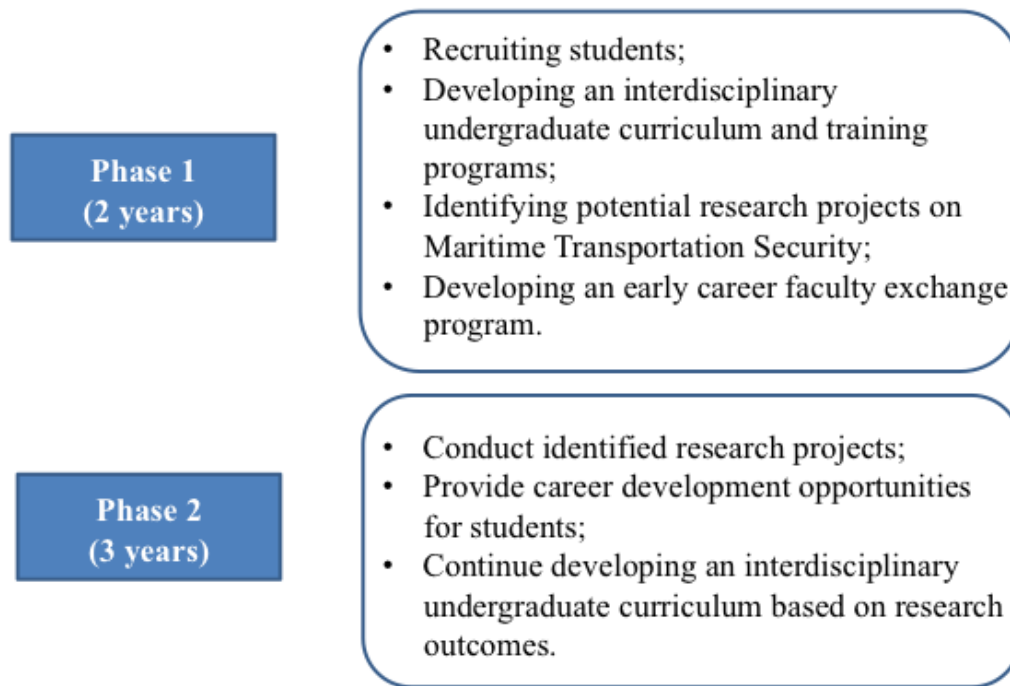 Phase 1
(2 years)
• Recruiting students;
• Developing an interdisciplinary
undergraduate curriculum and training
programs;
• Identifying potential research projects on
Maritime Transportation Security;
• Developing an early career faculty exchange
program.
Phase 2
(3 years)
• Conduct identified research projects;
• Provide career development opportunities
for students;
• Continue developing an interdisciplinary
undergraduate curriculum based on research
outcomes.